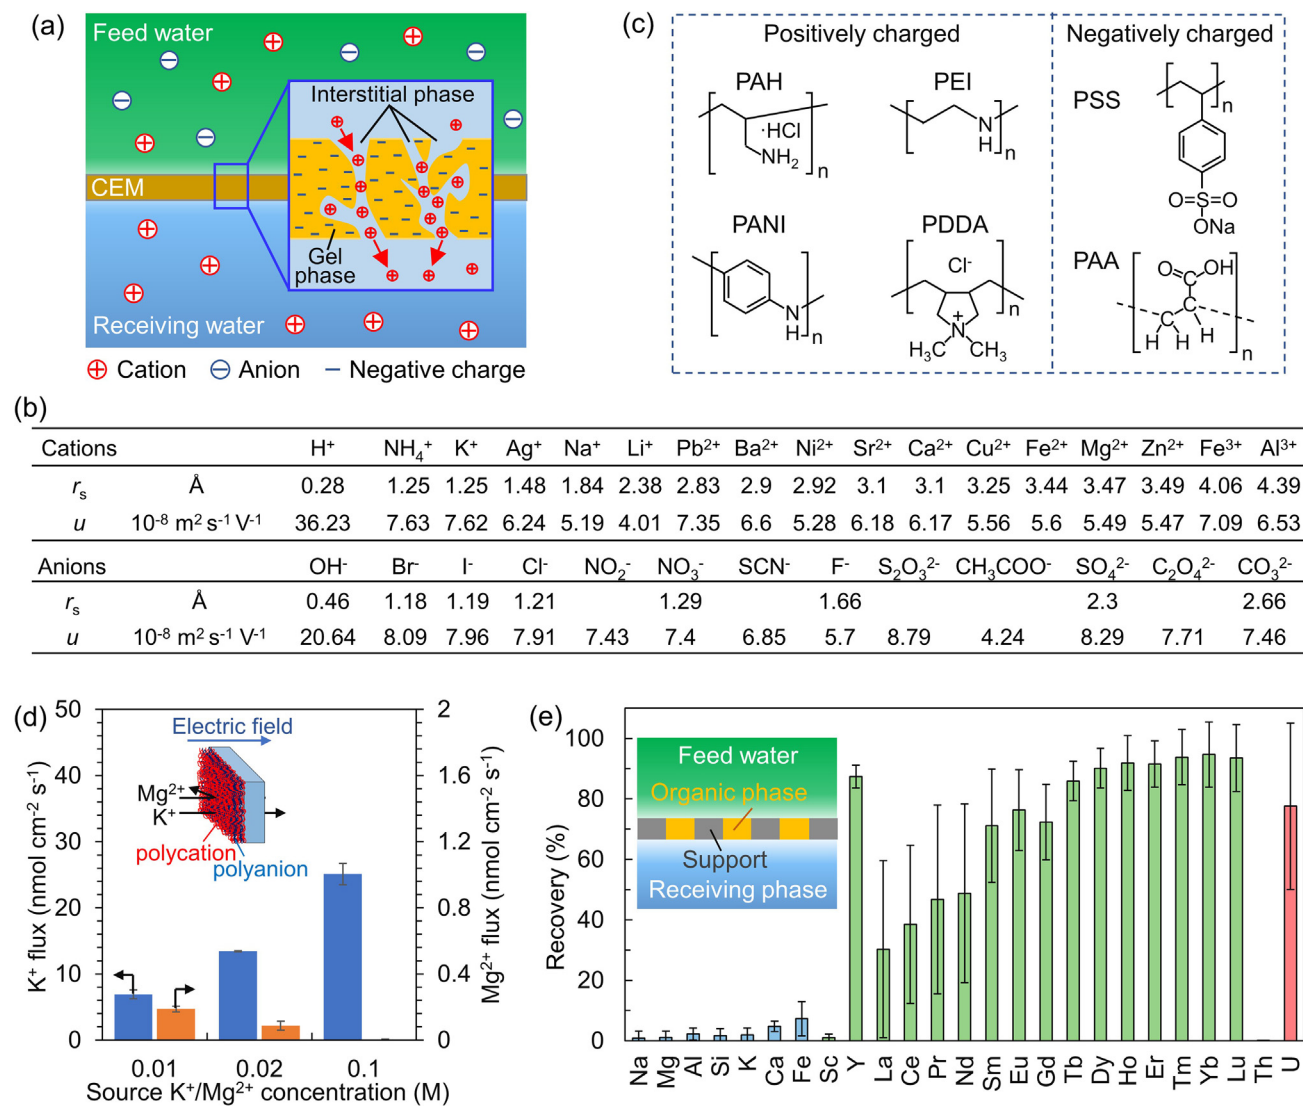 (a)
Feed water
Interstitial phase
CEM
Gel
phase
Receiving water
Cation
Anion
Negative charge
(c)
Positively charged
Negatively charged
PAH
·HCl
NH2
n
PEI
N
H
n
PSS
n
O=S=O
ONa
PANI
N
H
n
PDDA
Cl-
N
+
H3C
CH3
n
PAA
O
OH
C
C
C
H
H
H
n
(b)
Cations H+ NH4+ K+ Ag+ Na+ Li+ Pb2+ Ba2+ Ni2+ Sr2+ Ca2+ Cu2+ Fe2+ Mg2+ Zn2+ Fe3+ Al3+
rs Å 0.28 1.25 1.25 1.48 1.84 2.38 2.83 2.9 2.92 3.1 3.1 3.25 3.44 3.47 3.49 4.06 4.39
u 10-8 m2 s-1 V-1 36.23 7.63 7.62 6.24 5.19 4.01 7.35 6.6 5.28 6.18 6.17 5.56 5.6 5.49 5.47 7.09 6.53
Anions OH- Br- I- Cl- NO2- NO3- SCN- F- S2O32- CH3COO- SO42- C2O42- CO32-
rs Å 0.46 1.18 1.19 1.21 1.29 1.66 2.3 2.66
u 10-8 m2 s-1 V-1 20.64 8.09 7.96 7.91 7.43 7.4 6.85 5.7 8.79 4.24 8.29 7.71 7.46
(d)
K+ flux (nmol cm-2 s-1)
50
40
30
20
10
0
Electric field
Mg2+
K+
polycation
polyanion
2
1.6
1.2
0.8
0.4
0
Mg2+ flux (nmol cm-2 s-1)
0.01 0.02 0.1
Source K+/Mg2+ concentration (M)
(e)
Recovery (%)
100
80
60
40
20
0
Feed water
Organic phase
Support
Receiving phase
Na Mg Al Si K Ca Fe Sc Y La Ce Pr Nd Sm Eu Gd Tb Dy Ho Er Tm Yb Lu Th U